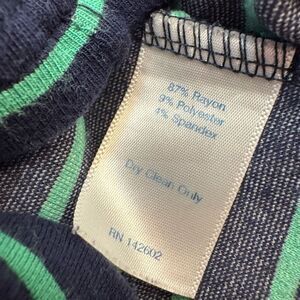 87% Rayon
9% Polyester
4% Spandex
Dry Clean Only
RN 142602